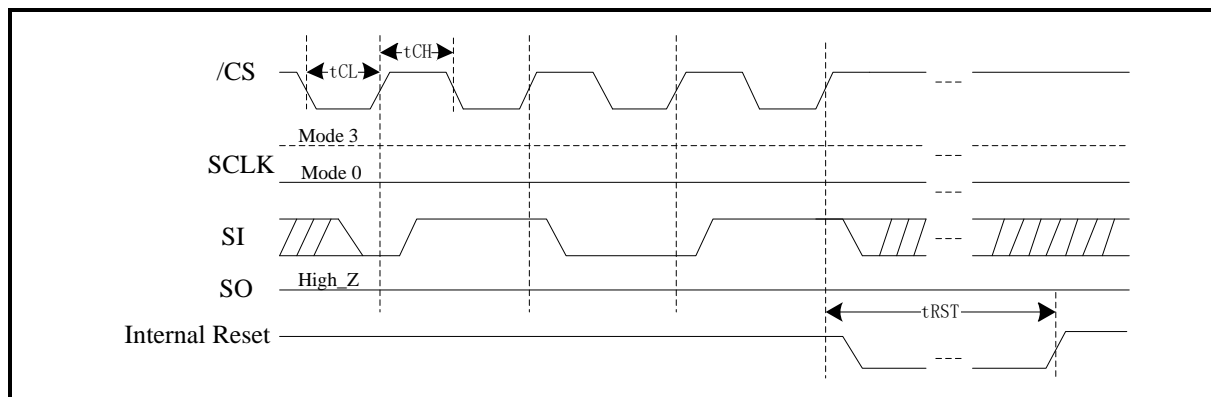 tCH
/CS
tCL
Mode 3
SCLK
Mode 0
SI
High_Z
SO
tRST
Internal Reset